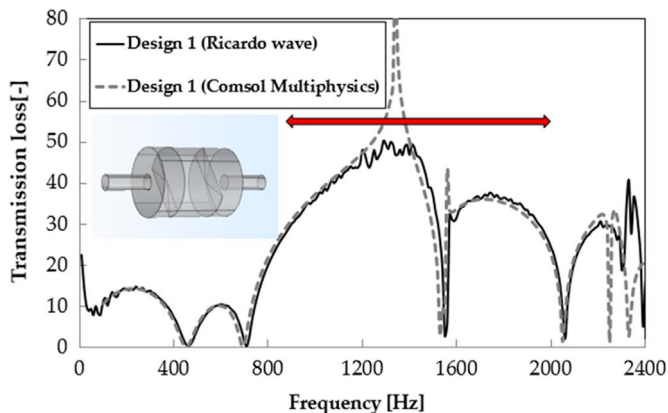 80
70
60
50
40
30
20
10
0
Transmission loss[-]
Design 1 (Ricardo wave)
Design 1 (Comsol Multiphysics)
0 400 800 1200 1600 2000 2400
Frequency [Hz]